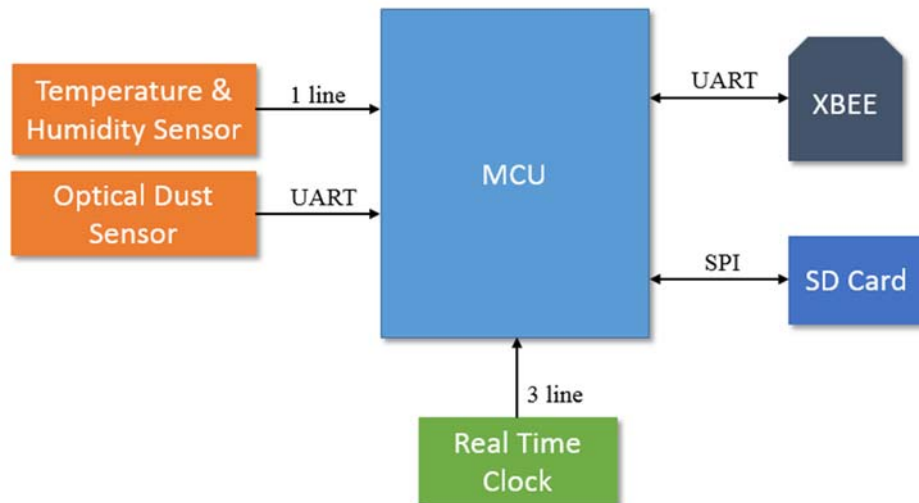 Temperature &
Humidity Sensor
1 line
Optical Dust
Sensor
UART
MCU
UART
XBEE
SPI
SD Card
3 line
Real Time
Clock